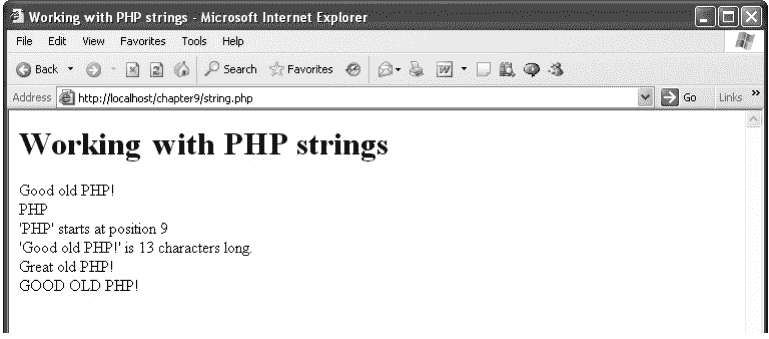 Working with PHP strings - Microsoft Internet Explorer
File Edit View Favorites Tools Help
Back Search Favorites
Address http://localhost/chapter9/string.php Go Links »
Working with PHP strings
Good old PHP!
PHP
'PHP' starts at position 9
'Good old PHP!' is 13 characters long.
Great old PHP!
GOOD OLD PHP!